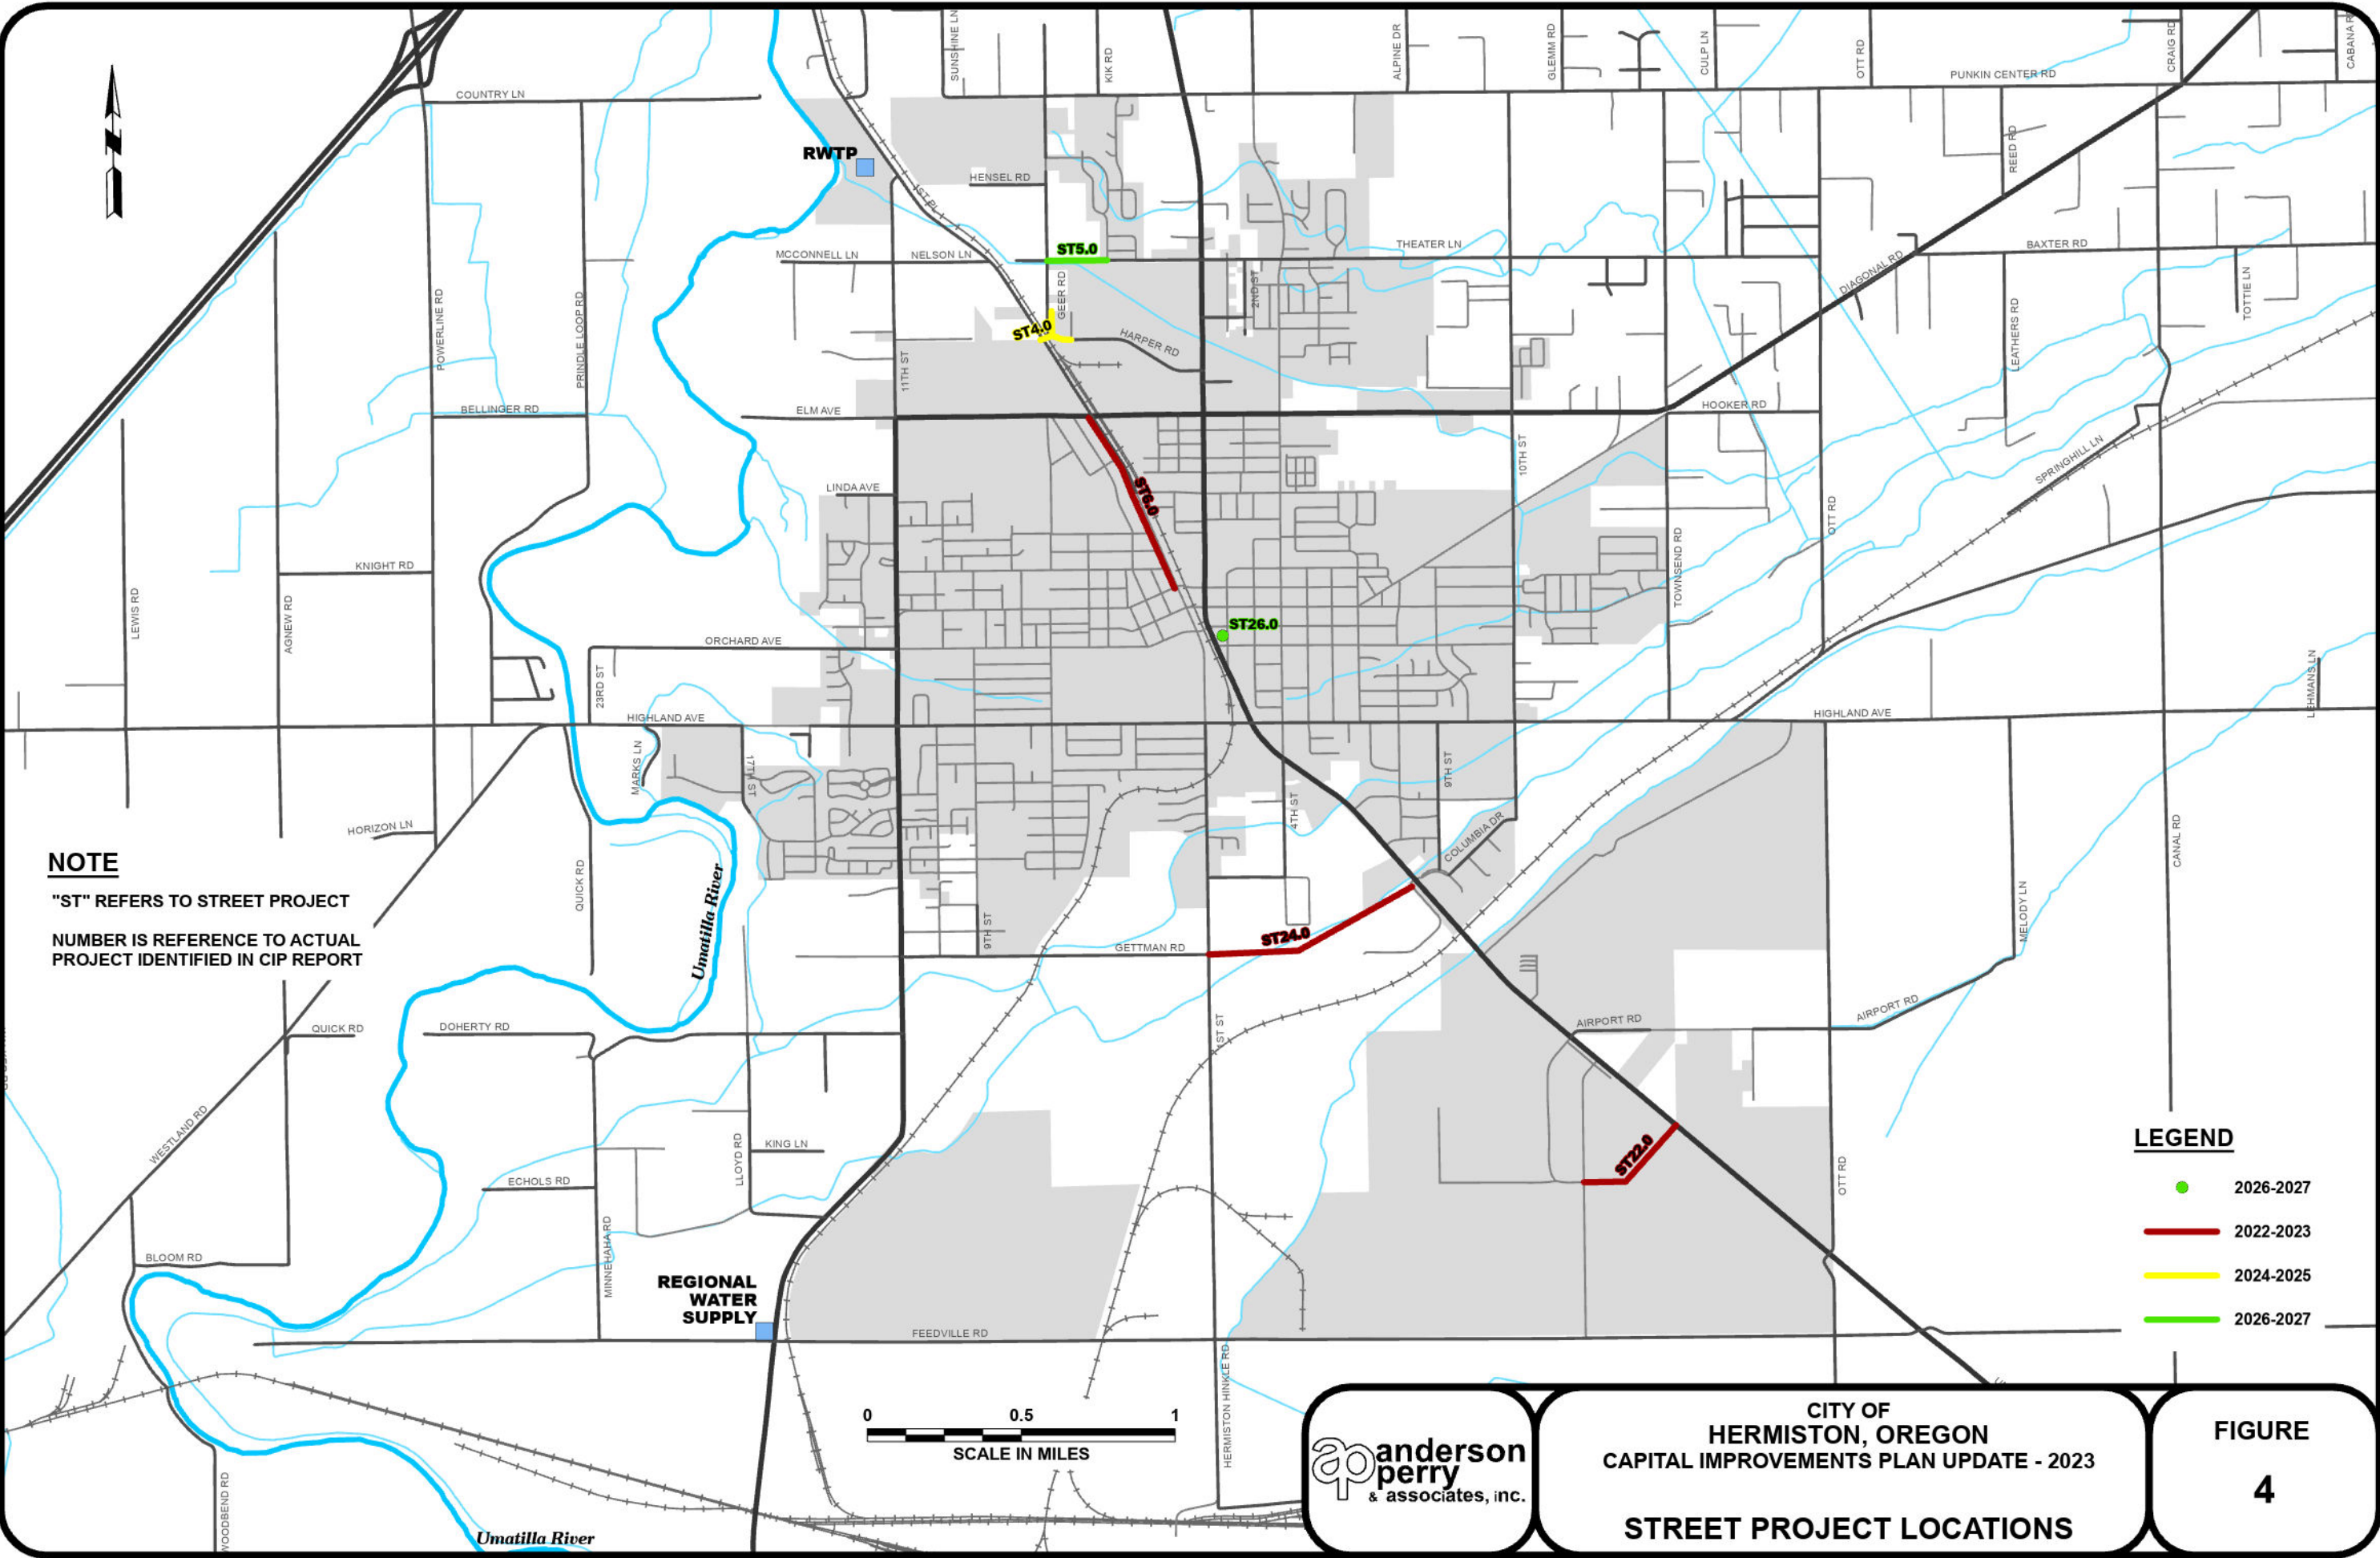 SUNSHINE LN
KIK RD
ALPINE DR
GLEMM RD
CULP LN
OTT RD
PUNKIN CENTER RD
CRAIG RD
COUNTRY LN
RWTP
HENSEL RD
1ST PL
REED RD
MCCONNELL LN
NELSON LN
ST5.0
THEATER LN
BAXTER RD
DIAGONAL RD
POWERLINE RD
PRINDLE LOOP RD
GEER RD
2ND ST
TOTTIE LN
LEATHERS RD
ST4.0
HARPER RD
11TH ST
BELLINGER RD
ELM AVE
HOOKER RD
10TH ST
SPRINGHILL LN
LINDA AVE
ST6.0
OTT RD
KNIGHT RD
TOWNSEND RD
LEWIS RD
AGNEW RD
ST26.0
ORCHARD AVE
23RD ST
LEHMANS LN
HIGHLAND AVE
HIGHLAND AVE
MARKS LN
17TH ST
9TH ST
4TH ST
HORIZON LN
COLUMBIA DR
CANAL RD
NOTE
"ST" REFERS TO STREET PROJECT
NUMBER IS REFERENCE TO ACTUAL
PROJECT IDENTIFIED IN CIP REPORT
QUICK RD
Umatilla River
9TH ST
GETTMAN RD
ST24.0
MELODY LN
QUICK RD
DOHERTY RD
1ST ST
AIRPORT RD
AIRPORT RD
WESTLAND RD
LLOYD RD
KING LN
ST22.0
OTT RD
ECHOLS RD
MINNEHAHA RD
BLOOM RD
REGIONAL
WATER
SUPPLY
FEEDVILLE RD
HERMISTON HINKLE RD
LEGEND
2026-2027
2022-2023
2024-2025
2026-2027
0 0.5 1
SCALE IN MILES
WOODBEND RD
Umatilla River
ap anderson
perry
& associates, inc.
CITY OF
HERMISTON, OREGON
CAPITAL IMPROVEMENTS PLAN UPDATE - 2023
STREET PROJECT LOCATIONS
FIGURE
4